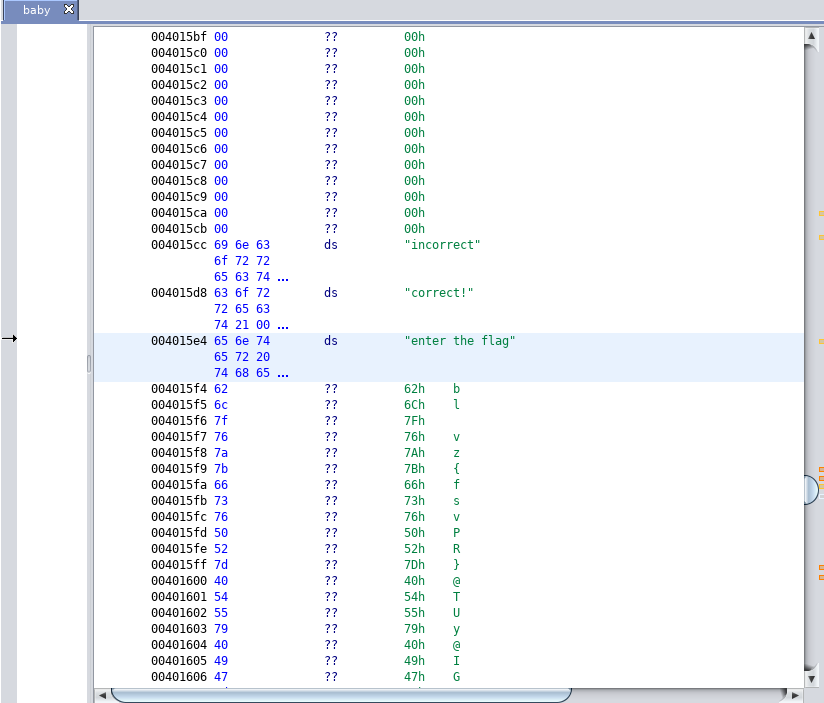 baby
004015bf 00 ?? 00h
004015c0 00 ?? 00h
004015c1 00 ?? 00h
004015c2 00 ?? 00h
004015c3 00 ?? 00h
004015c4 00 ?? 00h
004015c5 00 ?? 00h
004015c6 00 ?? 00h
004015c7 00 ?? 00h
004015c8 00 ?? 00h
004015c9 00 ?? 00h
004015ca 00 ?? 00h
004015cb 00 ?? 00h
004015cc 69 6e 63 ds "incorrect"
6f 72 72
65 63 74 ...
004015d8 63 6f 72 ds "correct!"
72 65 63
74 21 00 ...
004015e4 65 6e 74 ds "enter the flag"
65 72 20
74 68 65 ...
004015f4 62 ?? 62h b
004015f5 6c ?? 6Ch l
004015f6 7f ?? 7Fh
004015f7 76 ?? 76h v
004015f8 7a ?? 7Ah z
004015f9 7b ?? 7Bh {
004015fa 66 ?? 66h f
004015fb 73 ?? 73h s
004015fc 76 ?? 76h v
004015fd 50 ?? 50h P
004015fe 52 ?? 52h R
004015ff 7d ?? 7Dh }
00401600 40 ?? 40h @
00401601 54 ?? 54h T
00401602 55 ?? 55h U
00401603 79 ?? 79h y
00401604 40 ?? 40h @
00401605 49 ?? 49h I
00401606 47 ?? 47h G